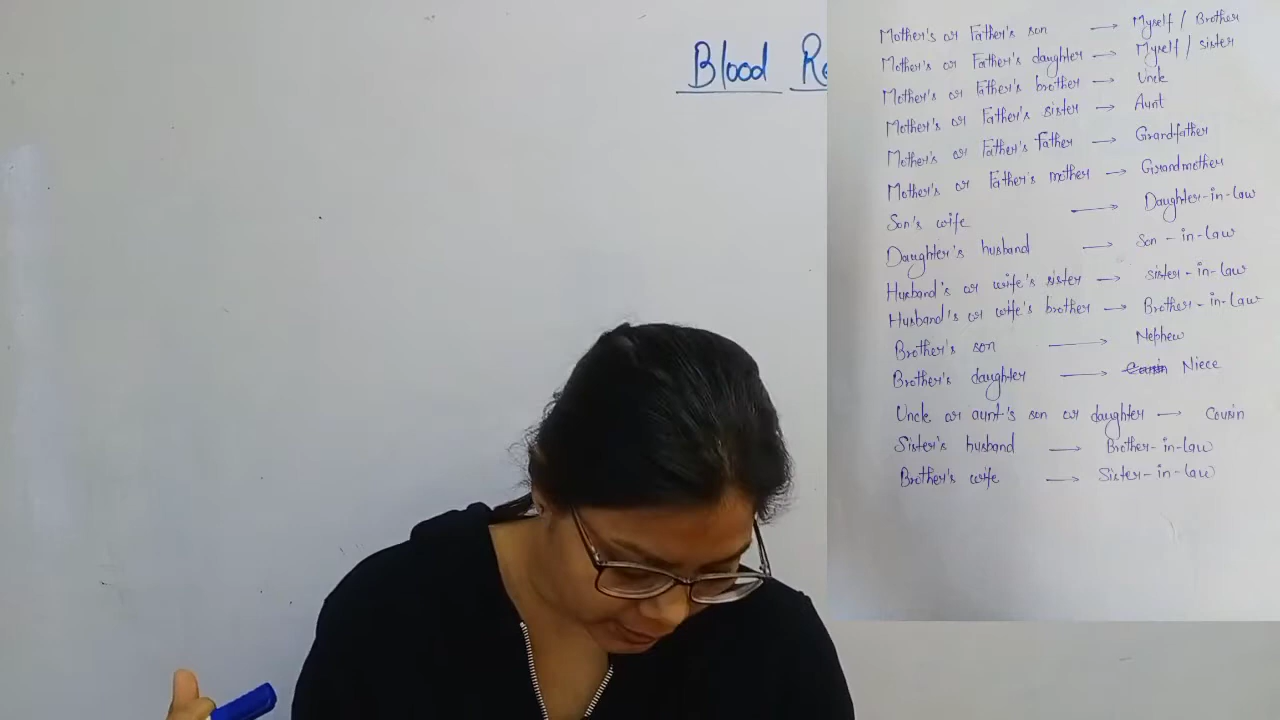 Blood Re
Mother's or Father's son → Myself / Brother
Mother's or Father's daughter → Myself / sister
Mother's or Father's brother → Uncle
Mother's or Father's sister → Aunt
Mother's or Father's Father → Grandfather
Mother's or Father's mother → Grandmother
Son's wife → Daughter-in-law
Daughter's husband → Son-in-law
Husband's or wife's sister → sister-in-law
Husband's or wife's brother → Brother-in-law
Brother's son → Nephew
Brother's daughter → Niece
Uncle or aunt's son or daughter → Cousin
Sister's husband → Brother-in-law
Brother's wife → Sister-in-law